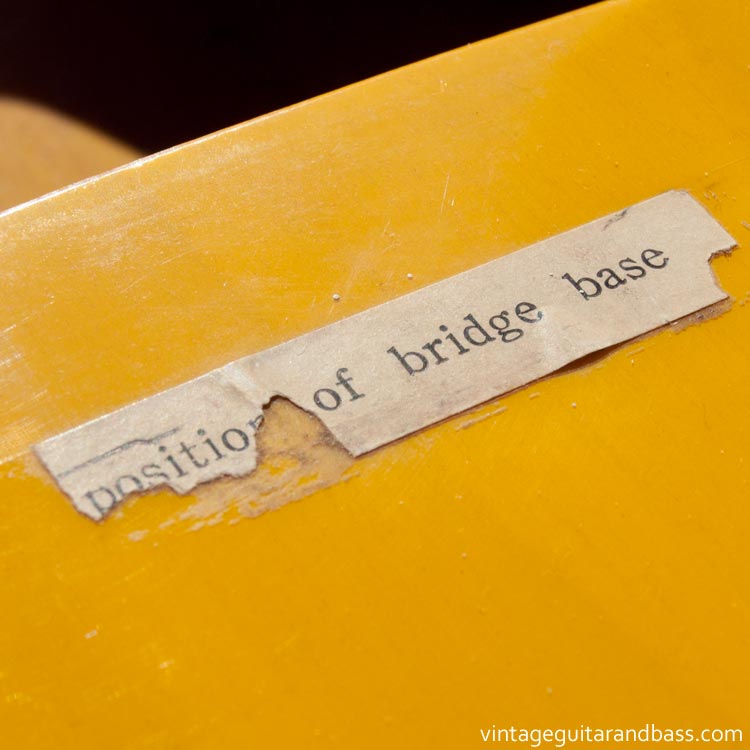 position of bridge base
vintageguitarandbass.com